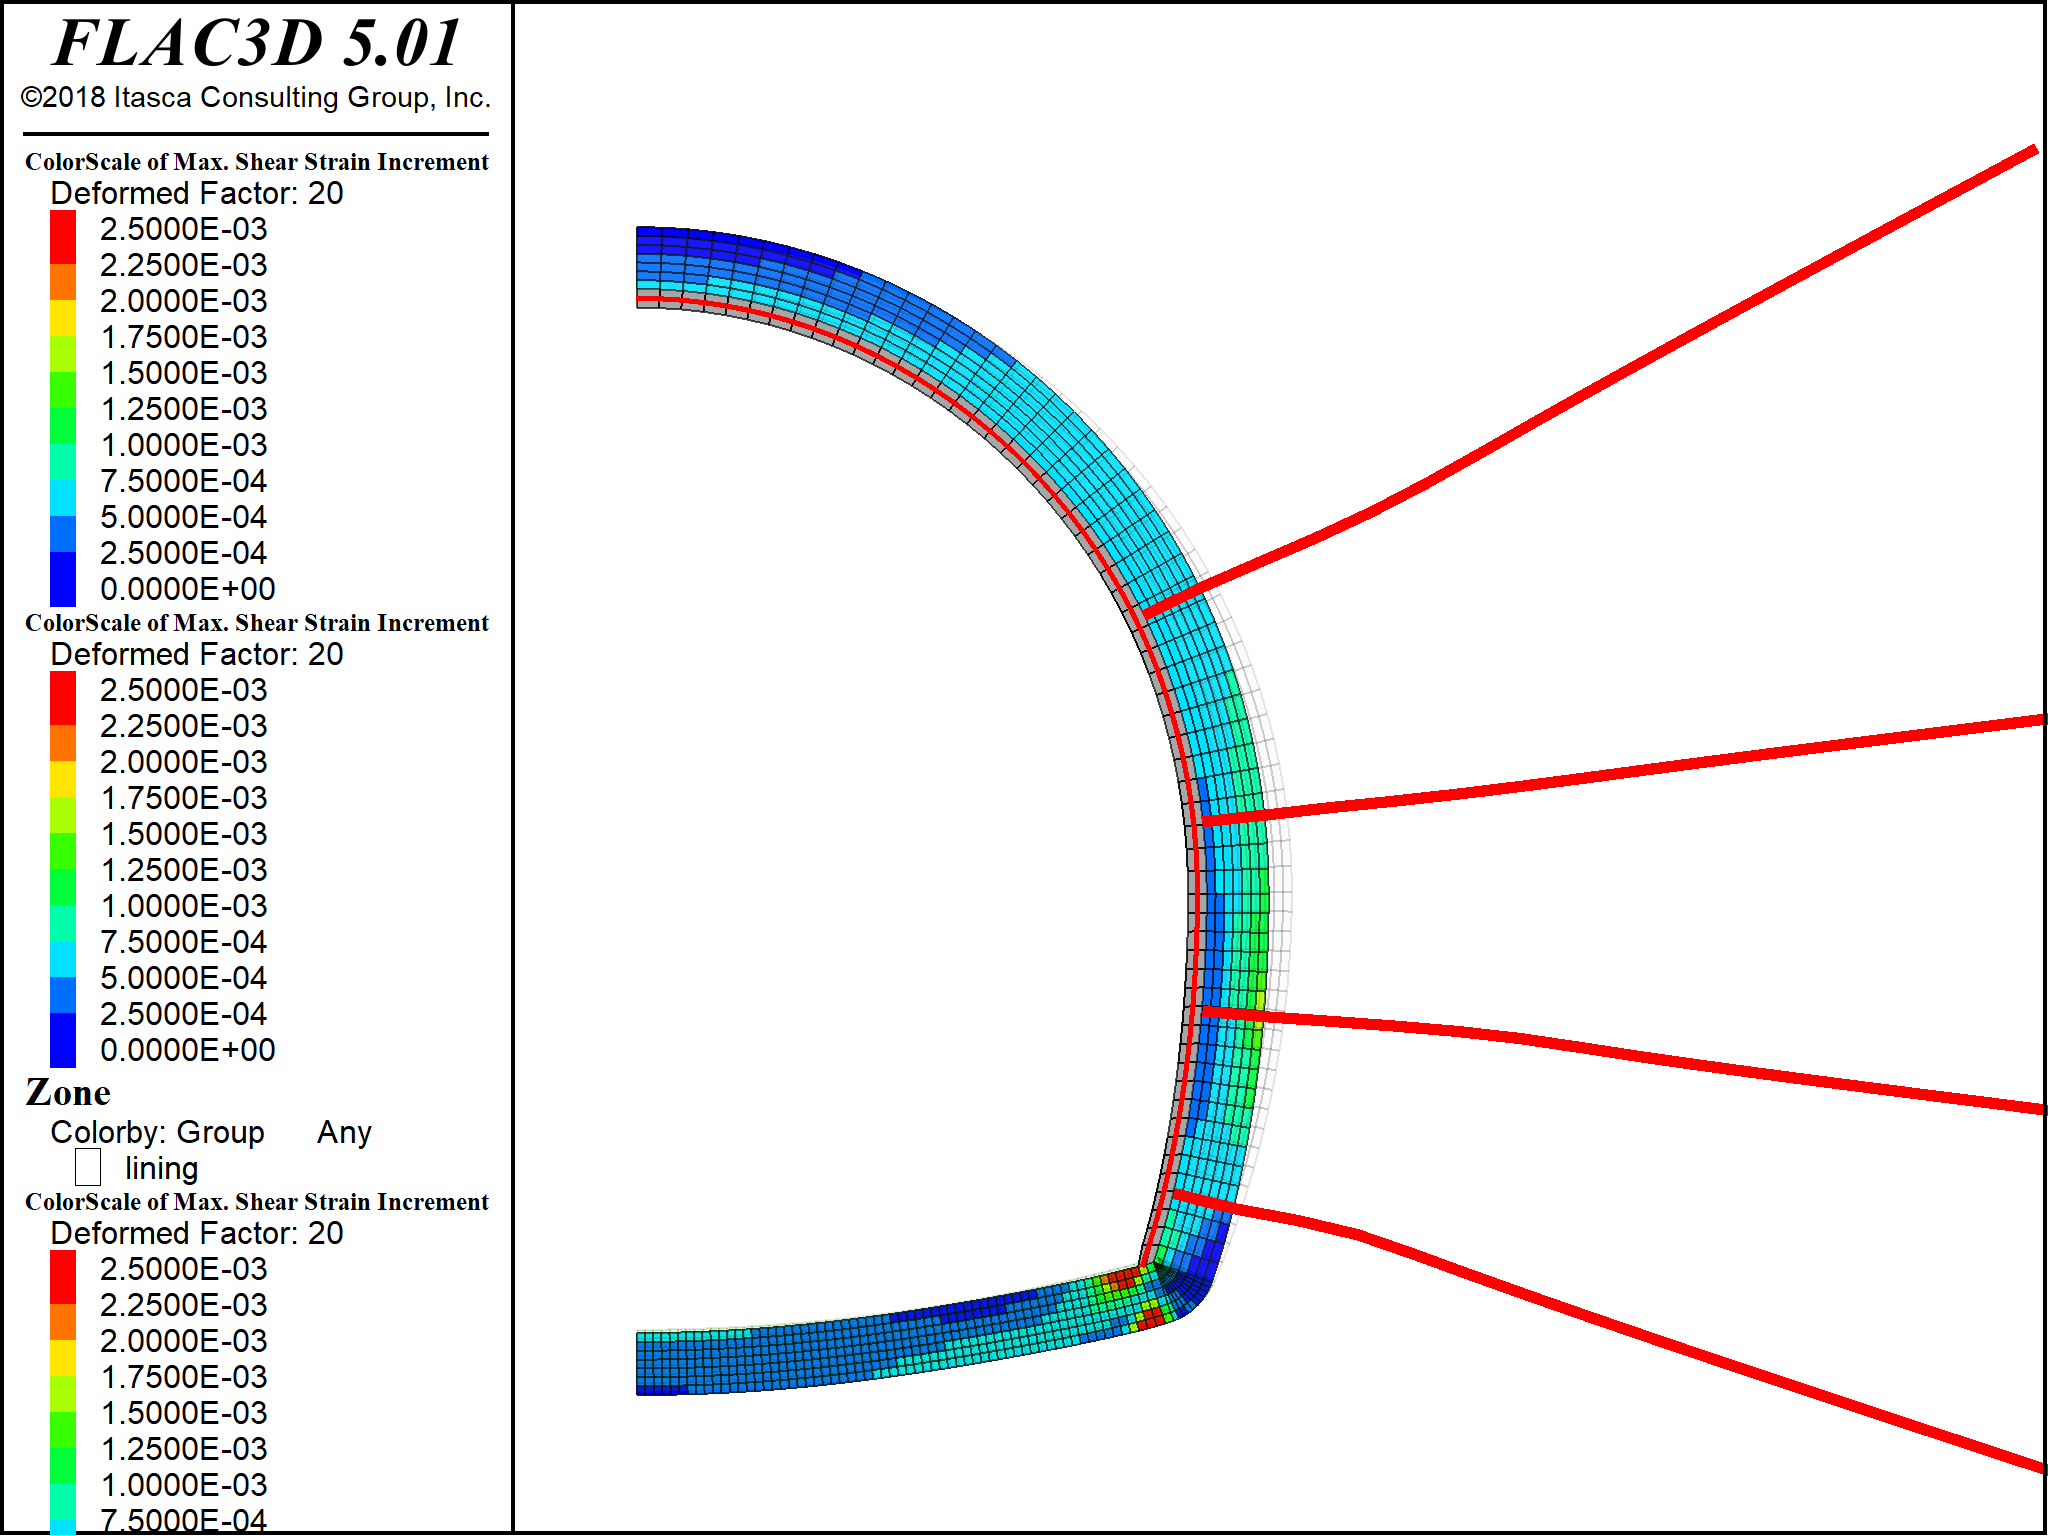 FLAC3D 5.01
©2018 Itasca Consulting Group, Inc.
ColorScale of Max. Shear Strain Increment
Deformed Factor: 20
2.5000E-03
2.2500E-03
2.0000E-03
1.7500E-03
1.5000E-03
1.2500E-03
1.0000E-03
7.5000E-04
5.0000E-04
2.5000E-04
0.0000E+00
ColorScale of Max. Shear Strain Increment
Deformed Factor: 20
2.5000E-03
2.2500E-03
2.0000E-03
1.7500E-03
1.5000E-03
1.2500E-03
1.0000E-03
7.5000E-04
5.0000E-04
2.5000E-04
0.0000E+00
Zone
Colorby: Group Any
lining
ColorScale of Max. Shear Strain Increment
Deformed Factor: 20
2.5000E-03
2.2500E-03
2.0000E-03
1.7500E-03
1.5000E-03
1.2500E-03
1.0000E-03
7.5000E-04